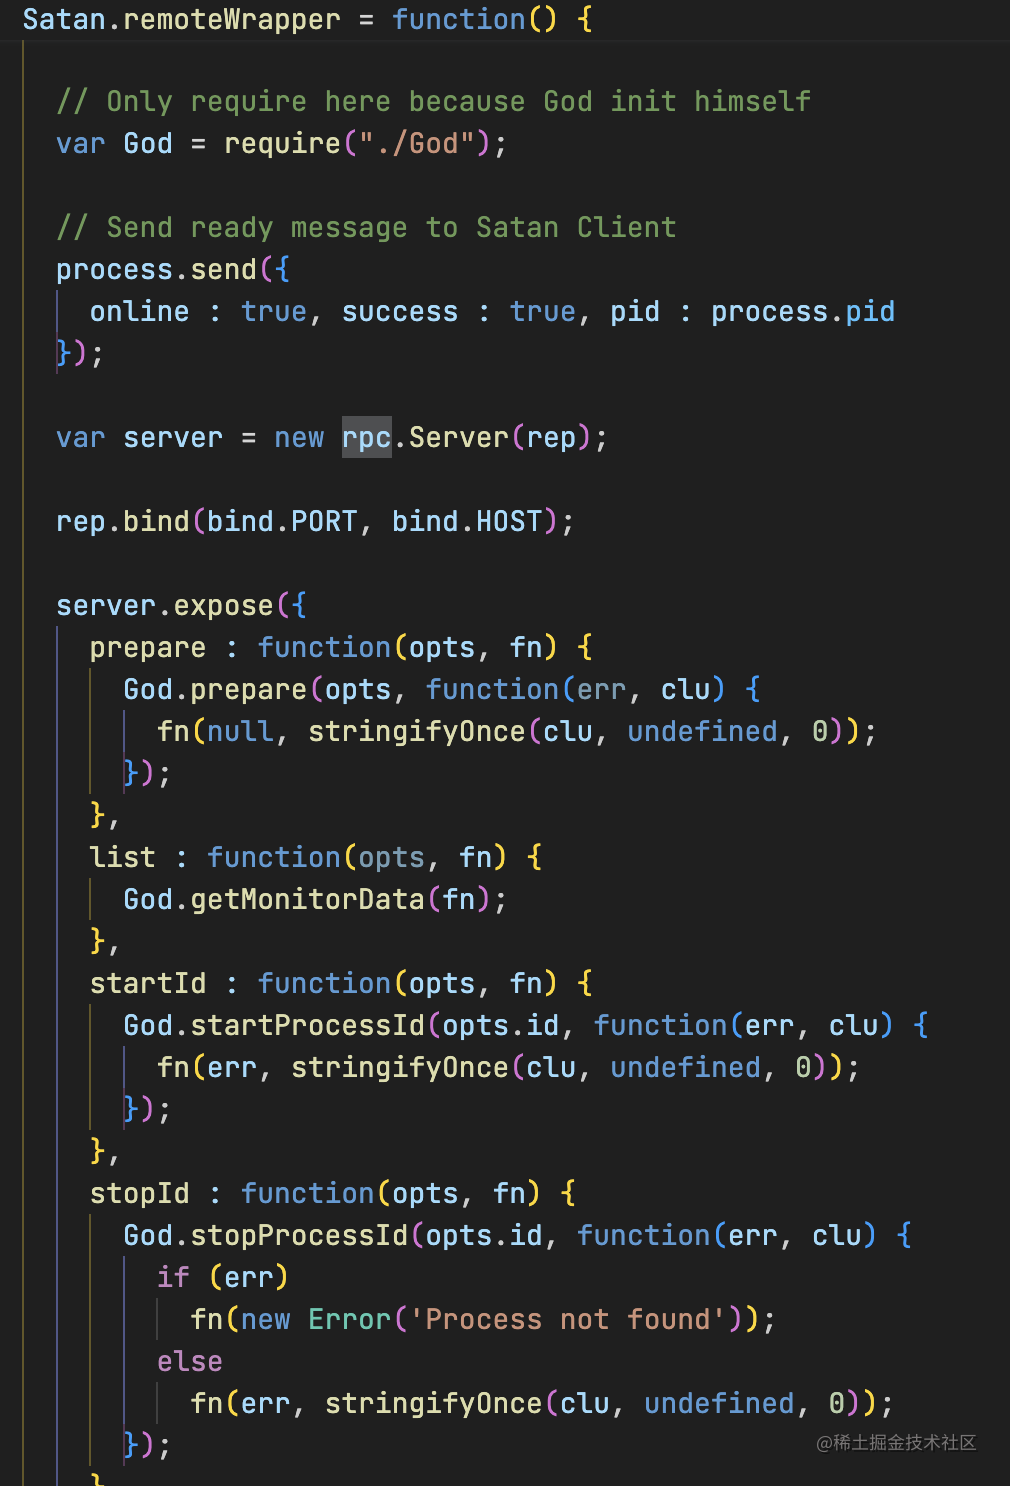 Satan.remoteWrapper = function() {
// Only require here because God init himself
var God = require("./God");
// Send ready message to Satan Client
process.send({
online : true, success : true, pid : process.pid
});
var server = new rpc.Server(rep);
rep.bind(bind.PORT, bind.HOST);
server.expose({
prepare : function(opts, fn) {
God.prepare(opts, function(err, clu) {
fn(null, stringifyOnce(clu, undefined, 0));
});
},
list : function(opts, fn) {
God.getMonitorData(fn);
},
startId : function(opts, fn) {
God.startProcessId(opts.id, function(err, clu) {
fn(err, stringifyOnce(clu, undefined, 0));
});
},
stopId : function(opts, fn) {
God.stopProcessId(opts.id, function(err, clu) {
if (err)
fn(new Error('Process not found'));
else
fn(err, stringifyOnce(clu, undefined, 0));
});
@稀土掘金技术社区
}